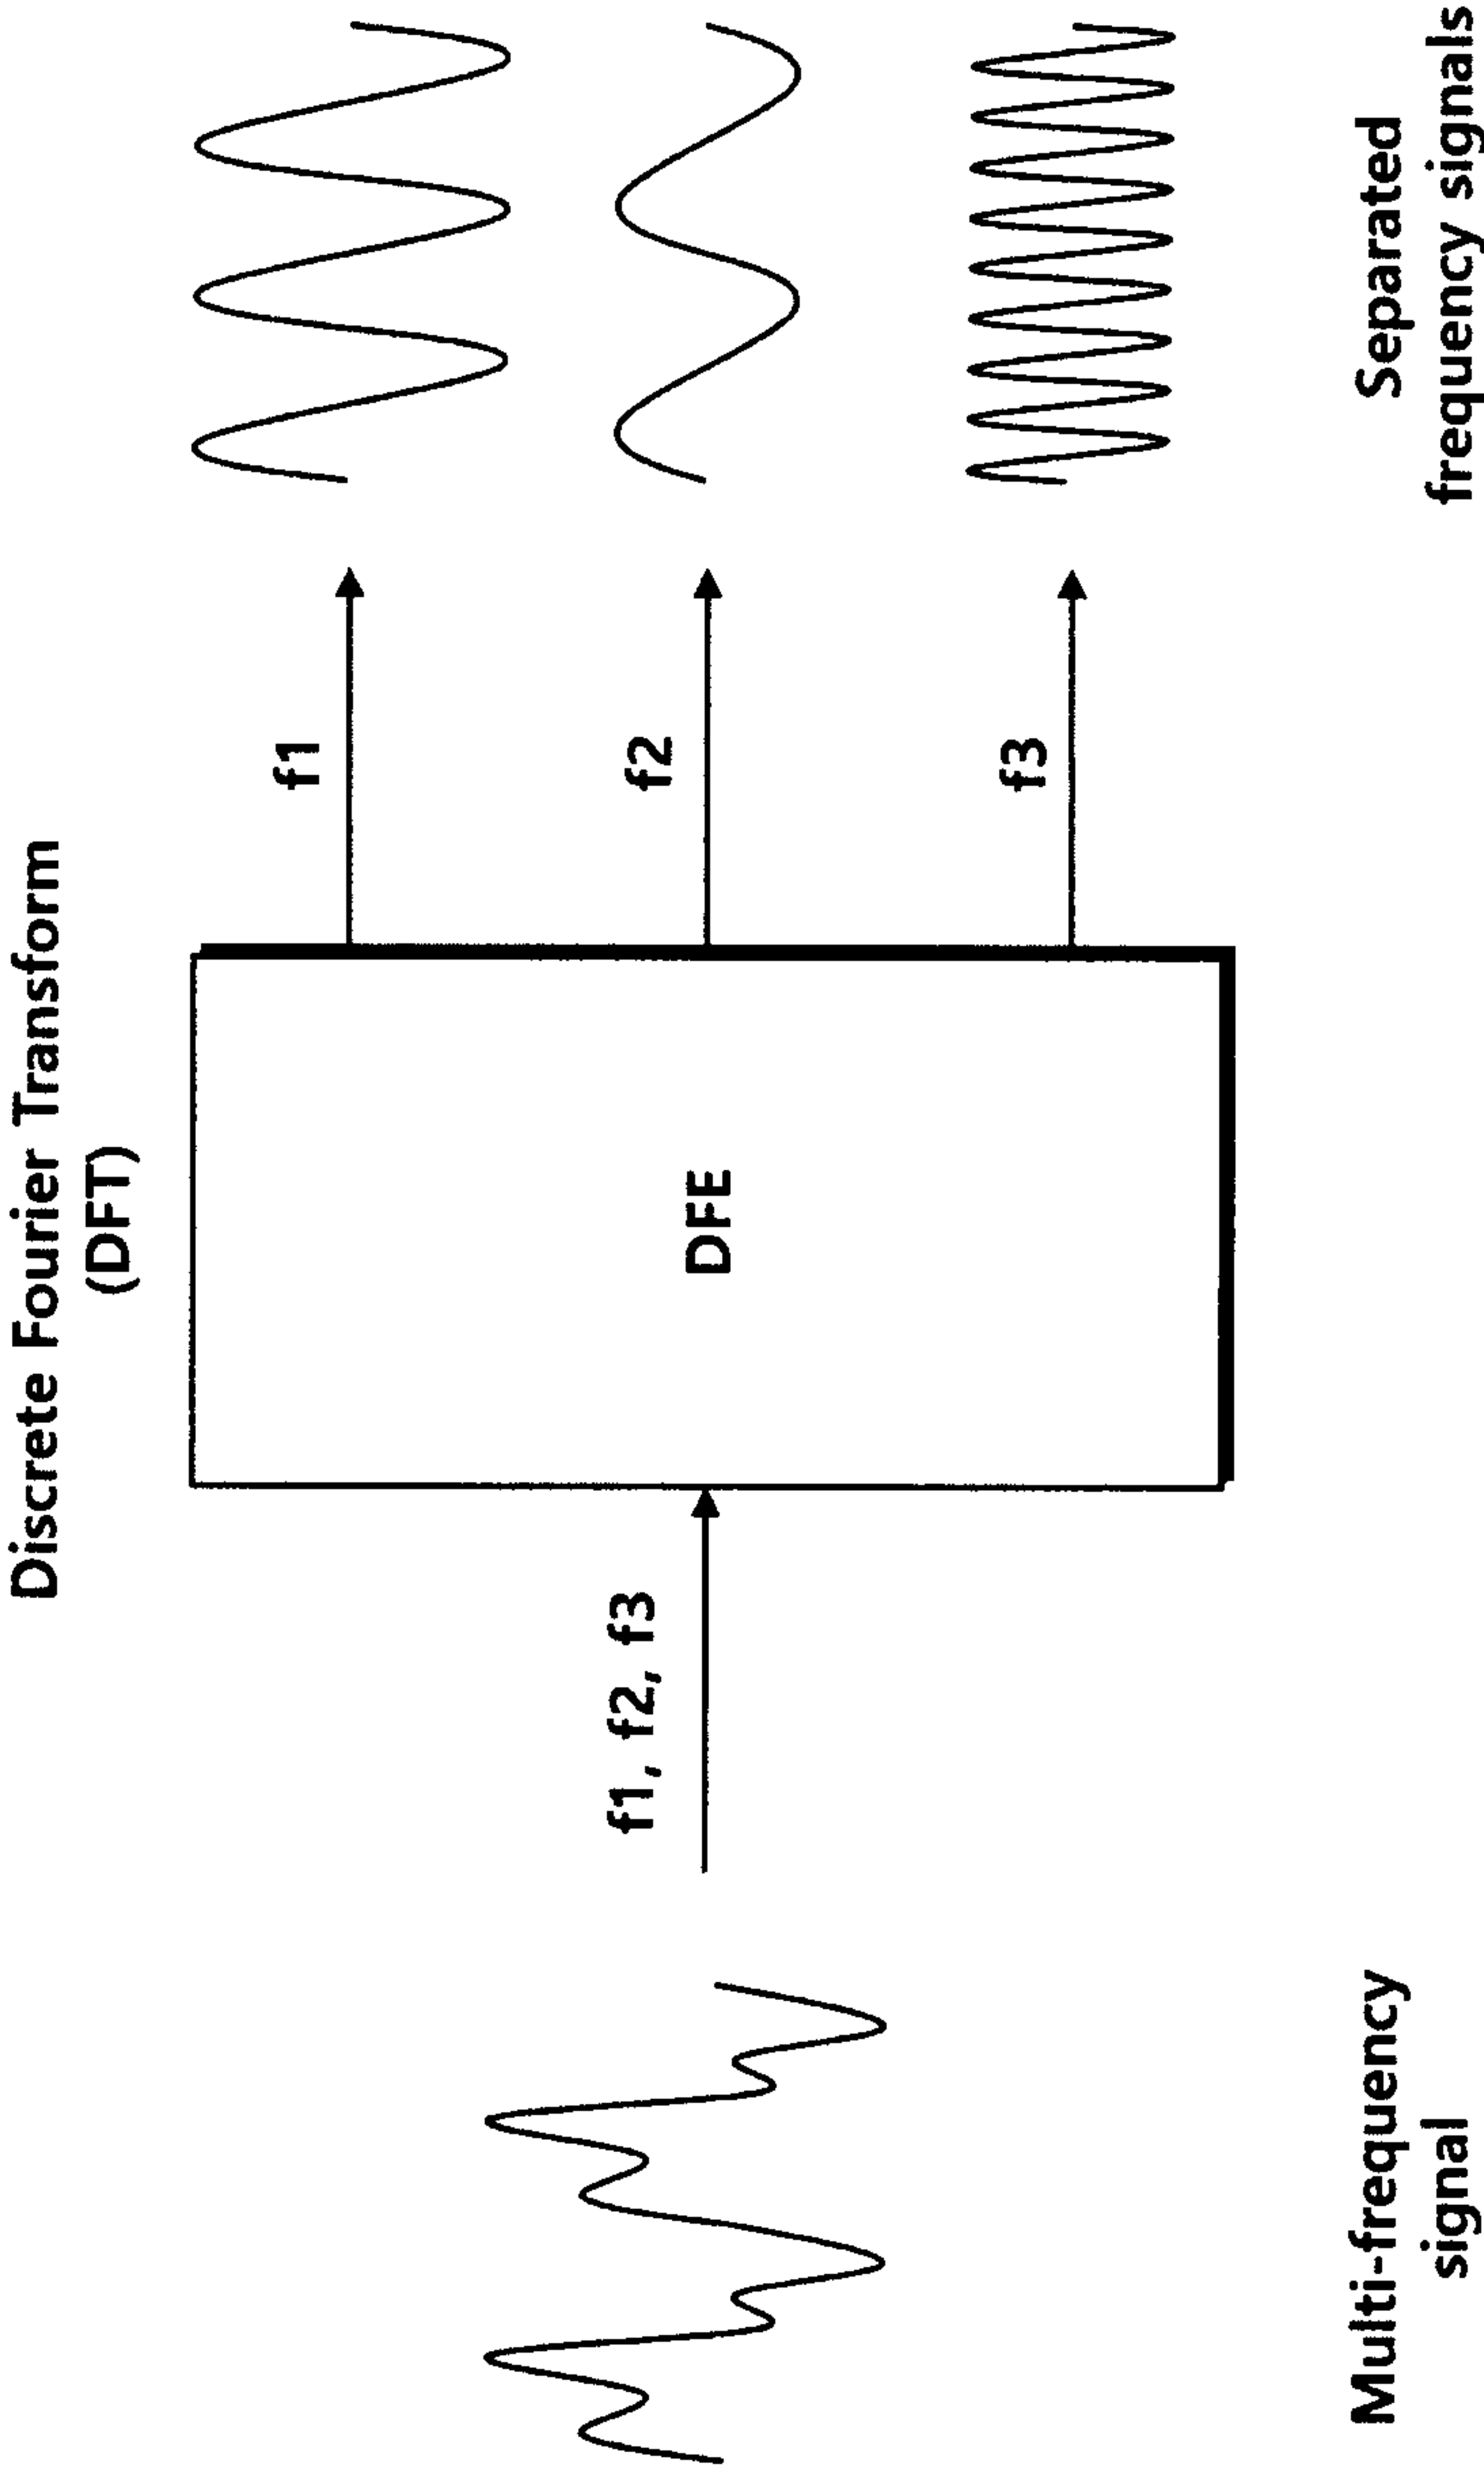 Discrete Fourier Transform
(DFT)
f1, f2, f3
DFE
f1
f2
f3
Multi-frequency
signal
Separated
frequency signals